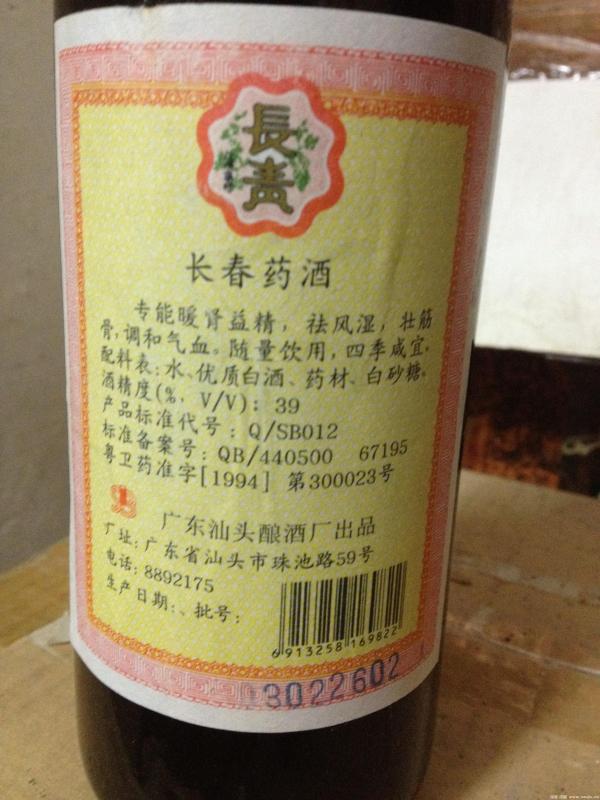 長
青
长春药酒
专能暖肾益精，祛风湿，壮筋
骨，调和气血。随量饮用，四季咸宜。
配料表：水、优质白酒、药材、白砂糖。
酒精度(%，V/V)：39
产品标准代号：Q/SB012
标准备案号：QB/440500 67195
粤卫药准字[1994] 第300023号
广东汕头酿酒厂出品
厂址：广东省汕头市珠池路59号
电话：8892175
生产日期：、批号：
6 913258 169822
3022602